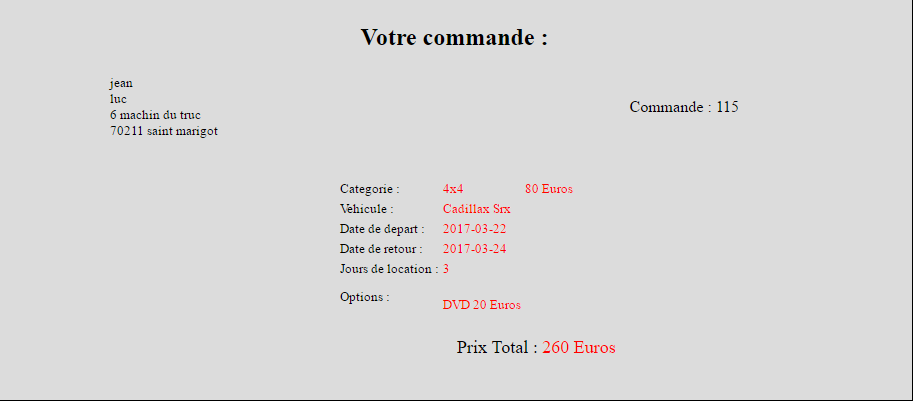 Votre commande :
jean
luc
6 machin du truc
70211 saint marigot
Commande : 115
Categorie : 4x4 80 Euros
Vehicule : Cadillax Srx
Date de depart : 2017-03-22
Date de retour : 2017-03-24
Jours de location : 3
Options : DVD 20 Euros
Prix Total : 260 Euros